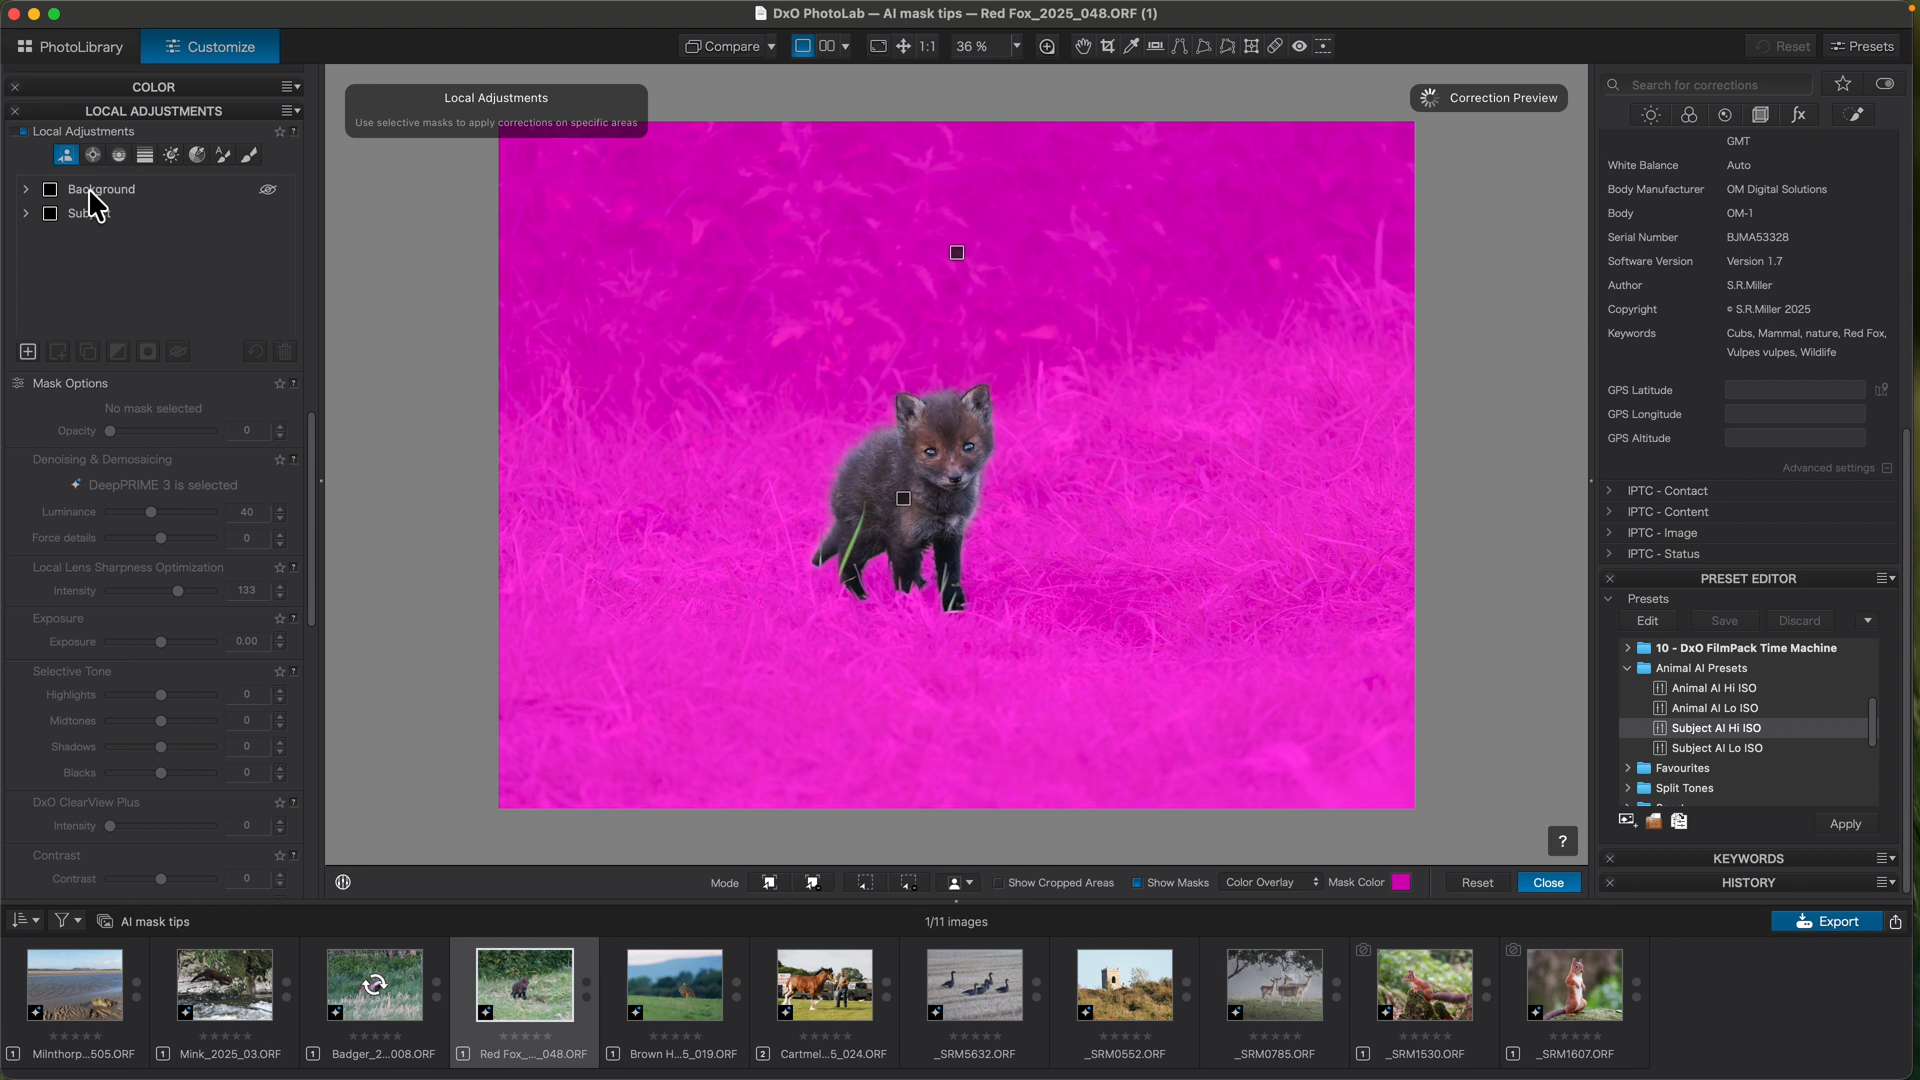 DxO PhotoLab — AI mask tips — Red Fox_2025_048.ORF (1)
PhotoLibrary
Customize
Compare
1:1
36 %
Reset
Presets
COLOR
LOCAL ADJUSTMENTS
Local Adjustments
Background
Mask Options
No mask selected
Opacity 0
Denoising & Demosaicing
DeepPRIME 3 is selected
Luminance 40
Force details 0
Local Lens Sharpness Optimization
Intensity 133
Exposure
Exposure 0.00
Selective Tone
Highlights 0
Midtones 0
Shadows 0
Blacks 0
DxO ClearView Plus
Intensity 0
Contrast
Contrast 0
Local Adjustments
Use selective masks to apply corrections on specific areas
Correction Preview
?
Mode
Show Cropped Areas
Show Masks
Color Overlay
Mask Color
Reset
Close
Search for corrections
fx
GMT
White Balance Auto
Body Manufacturer OM Digital Solutions
Body OM-1
Serial Number BJMA53328
Software Version Version 1.7
Author S.R.Miller
Copyright © S.R.Miller 2025
Keywords Cubs, Mammal, nature, Red Fox,
Vulpes vulpes, Wildlife
GPS Latitude
GPS Longitude
GPS Altitude
Advanced settings
IPTC - Contact
IPTC - Content
IPTC - Image
IPTC - Status
PRESET EDITOR
Presets
Edit
Save
Discard
10 - DxO FilmPack Time Machine
Animal AI Presets
Animal AI Hi ISO
Animal AI Lo ISO
Subject AI Hi ISO
Subject AI Lo ISO
Favourites
Split Tones
Apply
KEYWORDS
HISTORY
AI mask tips
1/11 images
Export
1 Milnthorp...505.ORF
1 Mink_2025_03.ORF
1 Badger_2...008.ORF
1 Red Fox_..._048.ORF
1 Brown H...5_019.ORF
2 Cartmel...5_024.ORF
_SRM5632.ORF
_SRM0552.ORF
_SRM0785.ORF
1 _SRM1530.ORF
1 _SRM1607.ORF